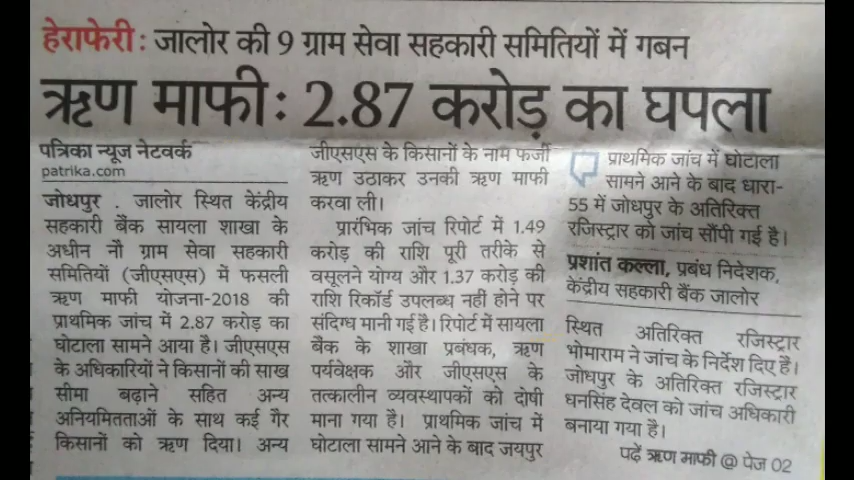 हेराफेरी: जालोर की 9 ग्राम सेवा सहकारी समितियों में गबन
ऋण माफी: 2.87 करोड़ का घपला
पत्रिका न्यूज नेटवर्क
patrika.com
जोधपुर . जालोर स्थित केंद्रीय
सहकारी बैंक सायला शाखा के
अधीन नौ ग्राम सेवा सहकारी
समितियों (जीएसएस) में फसली
ऋण माफी योजना-2018 की
प्राथमिक जांच में 2.87 करोड़ का
घोटाला सामने आया है। जीएसएस
के अधिकारियों ने किसानों की साख
सीमा बढ़ाने सहित अन्य
अनियमितताओं के साथ कई गैर
किसानों को ऋण दिया। अन्य
जीएसएस के किसानों के नाम फर्जी
ऋण उठाकर उनकी ऋण माफी
करवा ली।
प्रारंभिक जांच रिपोर्ट में 1.49
करोड़ की राशि पूरी तरीके से
वसूलने योग्य और 1.37 करोड़ की
राशि रिकॉर्ड उपलब्ध नहीं होने पर
संदिग्ध मानी गई है। रिपोर्ट में सायला
बैंक के शाखा प्रबंधक, ऋण
पर्यवेक्षक और जीएसएस के
तत्कालीन व्यवस्थापकों को दोषी
माना गया है। प्राथमिक जांच में
घोटाला सामने आने के बाद जयपुर
प्राथमिक जांच में घोटाला
सामने आने के बाद धारा-
55 में जोधपुर के अतिरिक्त
रजिस्ट्रार को जांच सौंपी गई है।
प्रशांत कल्ला, प्रबंध निदेशक,
केंद्रीय सहकारी बैंक जालोर
स्थित अतिरिक्त रजिस्ट्रार
भोमाराम ने जांच के निर्देश दिए है।
जोधपुर के अतिरिक्त रजिस्ट्रार
धनसिंह देवल को जांच अधिकारी
बनाया गया है।
पढ़ें ऋण माफी @ पेज 02